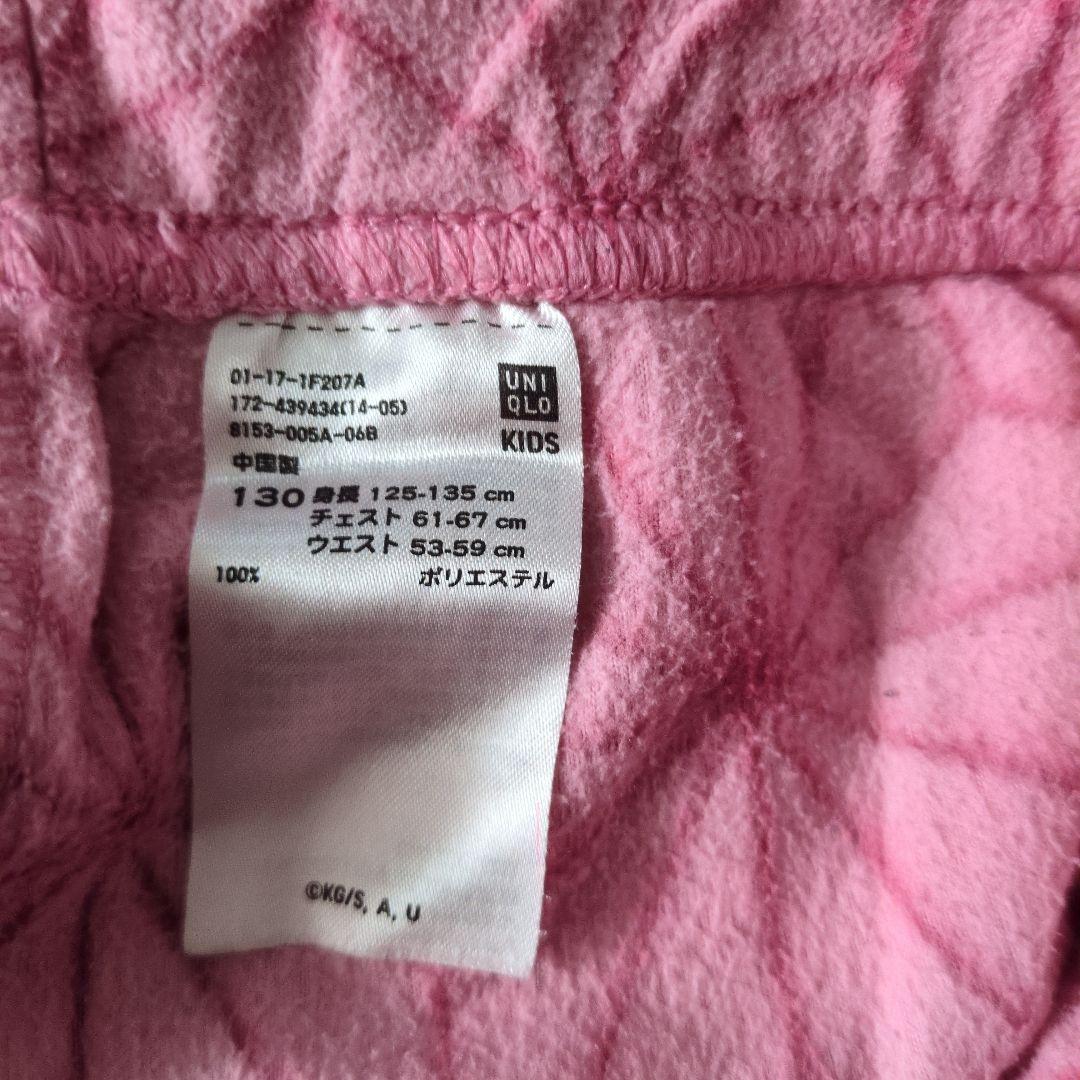 01-17-1F207A
172-439434(14-05)
8153-005A-06B
UNI
QLO
KIDS
中国製
130 身長 125-135 cm
チェスト 61-67 cm
ウエスト 53-59 cm
100% ポリエステル
©KG/S, A, U